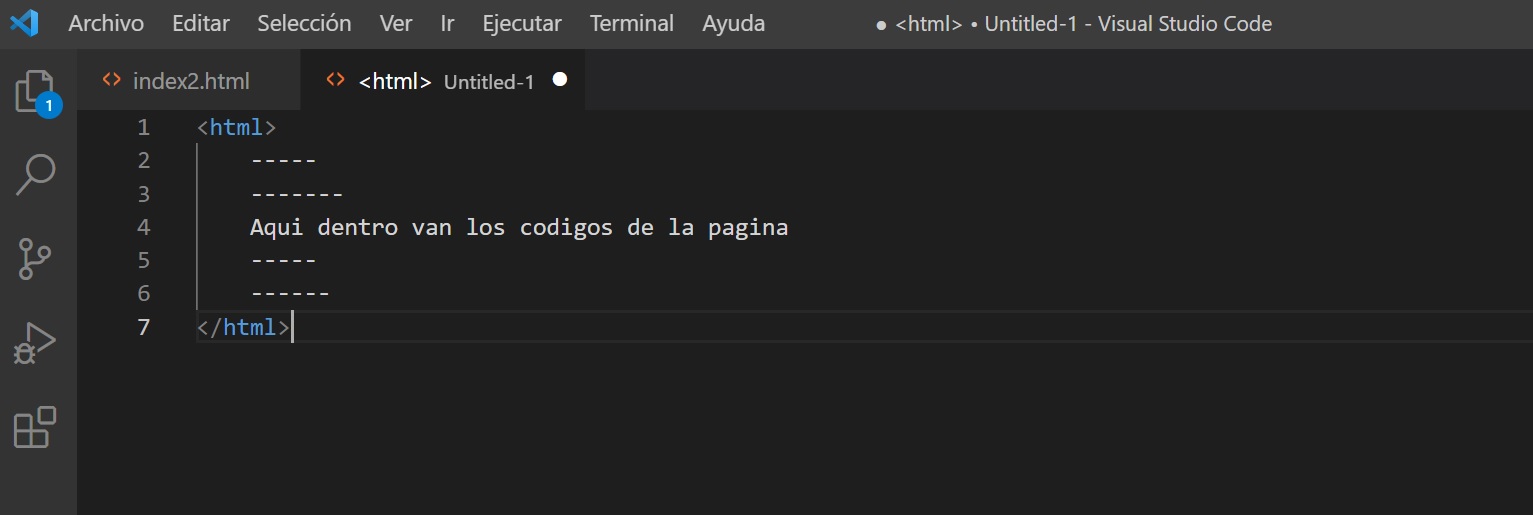 Archivo Editar Selección Ver Ir Ejecutar Terminal Ayuda ● <html> • Untitled-1 - Visual Studio Code
index2.html <html> Untitled-1
1
1 <html>
2 -----
3 -------
4 Aqui dentro van los codigos de la pagina
5 -----
6 ------
7 </html>